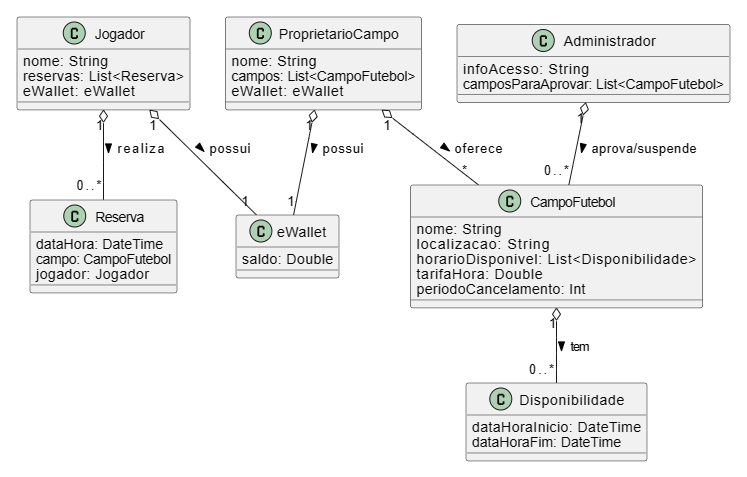 C Jogador
nome: String
reservas: List<Reserva>
eWallet: eWallet
C ProprietarioCampo
nome: String
campos: List<CampoFutebol>
eWallet: eWallet
C Administrador
infoAcesso: String
camposParaAprovar: List<CampoFutebol>
1
1
1
1
1
realiza
possui
possui
oferece
aprova/suspende
0..*
1
1
*
0..*
C Reserva
dataHora: DateTime
campo: CampoFutebol
jogador: Jogador
C eWallet
saldo: Double
C CampoFutebol
nome: String
localizacao: String
horarioDisponivel: List<Disponibilidade>
tarifaHora: Double
periodoCancelamento: Int
1
tem
0..*
C Disponibilidade
dataHoraInicio: DateTime
dataHoraFim: DateTime